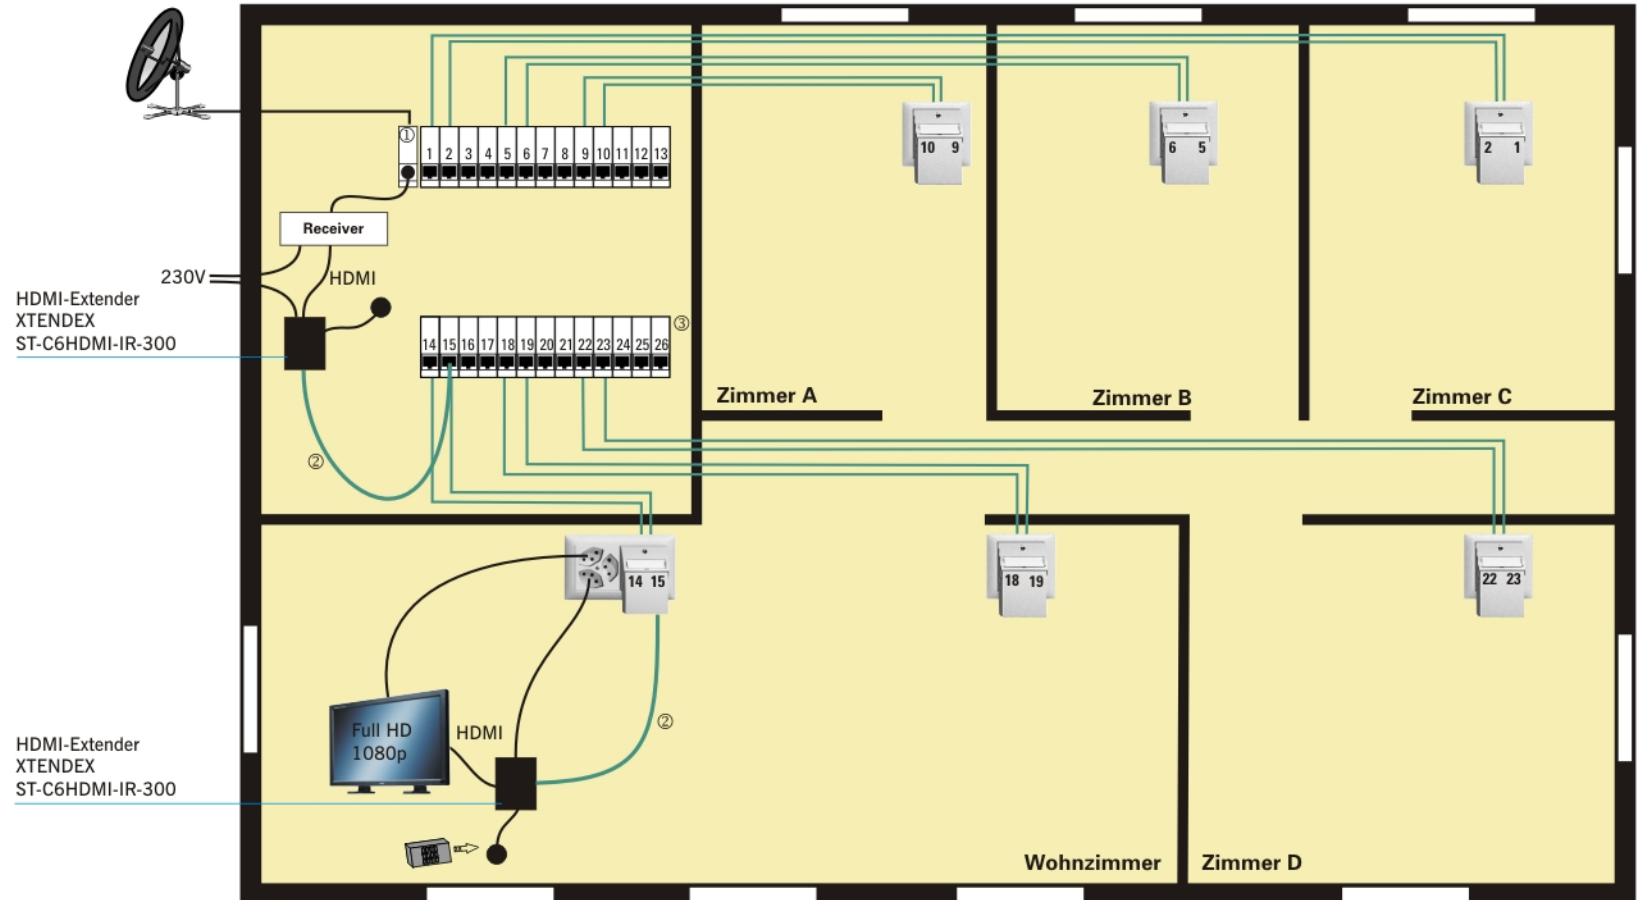 ①
1 2 3 4 5 6 7 8 9 10 11 12 13
10 9
6 5
2 1
Receiver
230V
HDMI
HDMI-Extender
XTENDEX
ST-C6HDMI-IR-300
③
14 15 16 17 18 19 20 21 22 23 24 25 26
Zimmer A
Zimmer B
Zimmer C
②
14 15
18 19
22 23
Full HD
1080p
HDMI
②
HDMI-Extender
XTENDEX
ST-C6HDMI-IR-300
Wohnzimmer
Zimmer D